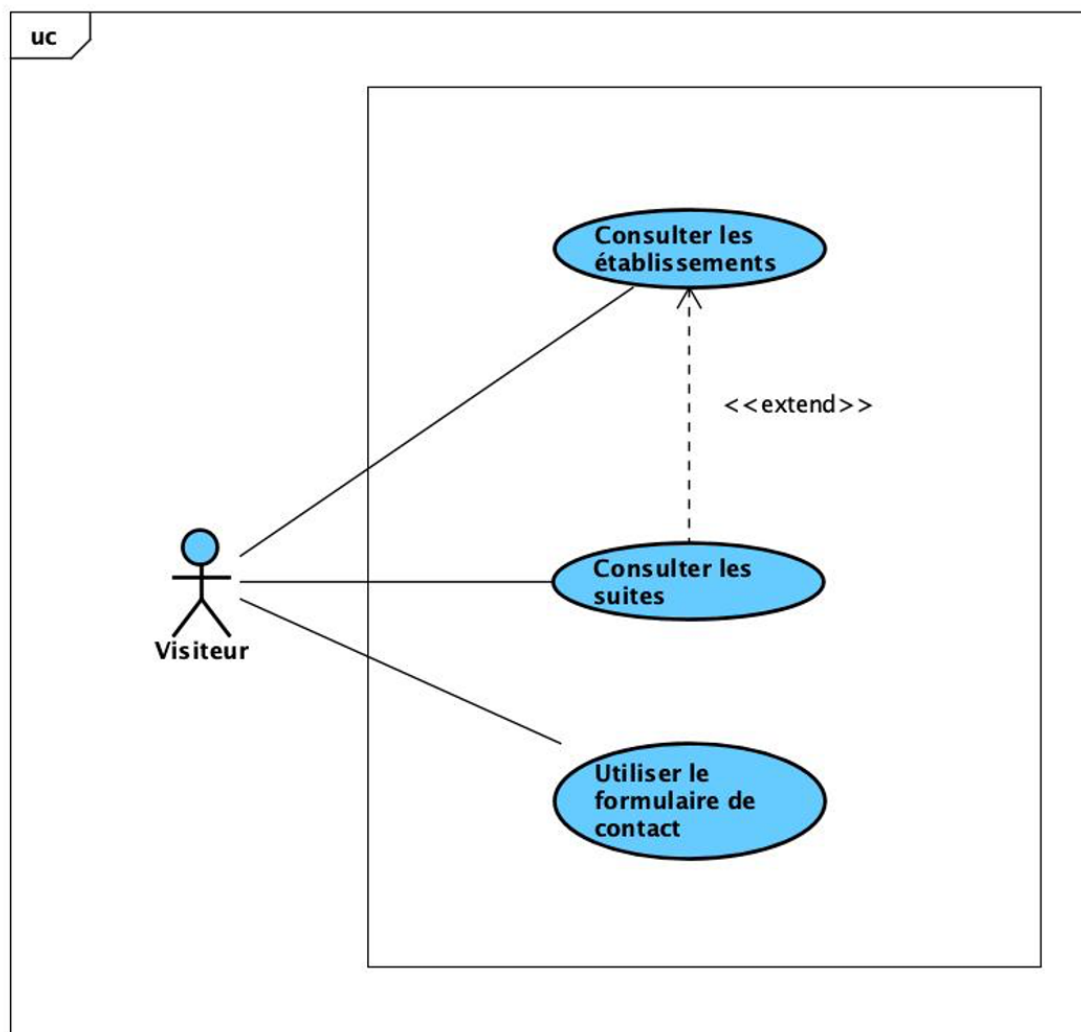 uc
Consulter les
établissements
<<extend>>
Consulter les
suites
Visiteur
Utiliser le
formulaire de
contact